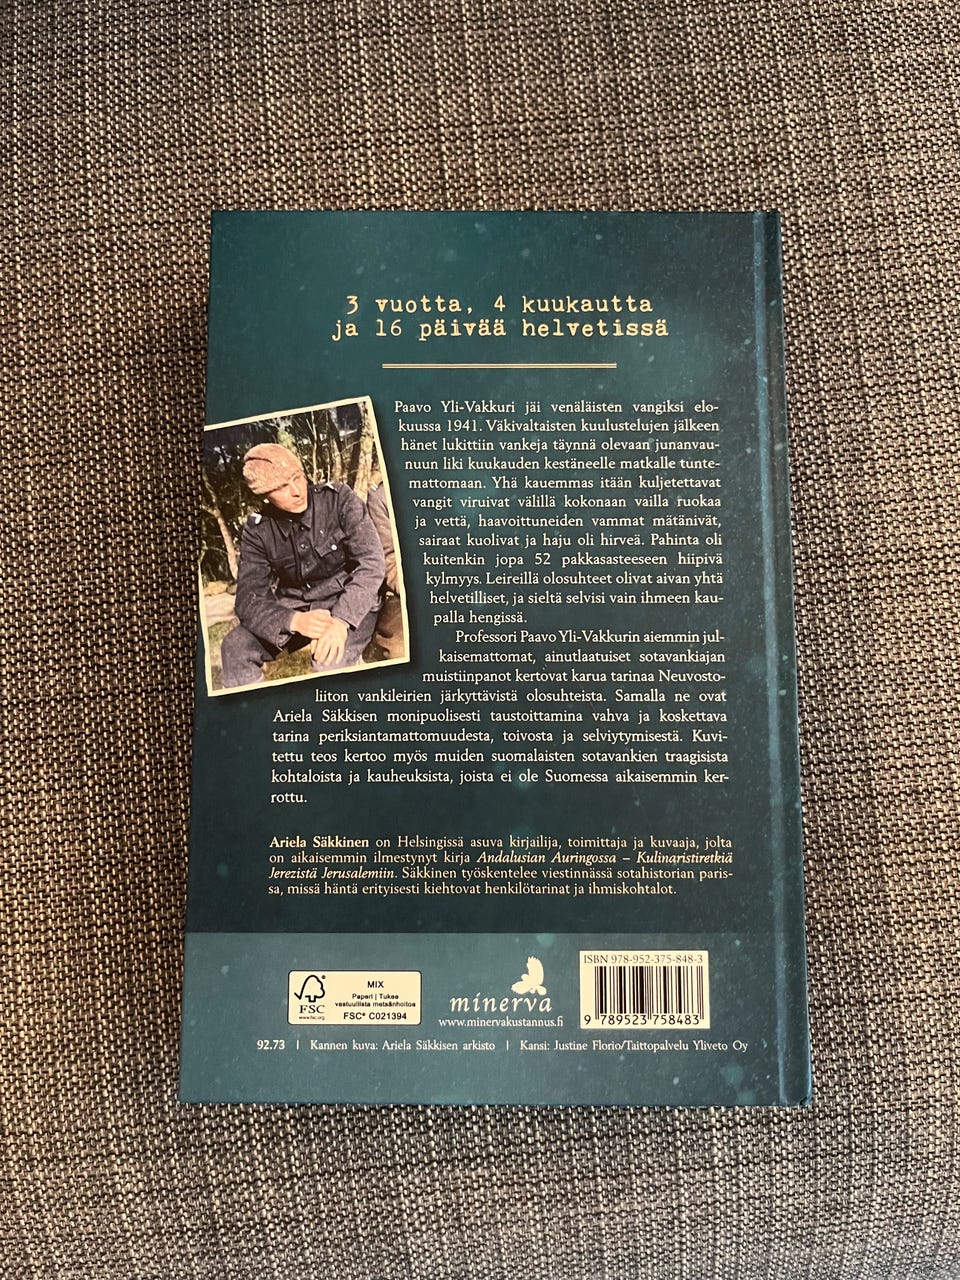 3 vuotta, 4 kuukautta
ja 16 päivää helvetissä
Paavo Yli-Vakkuri jäi venäläisten vangiksi elo-
kuussa 1941. Väkivaltaisten kuulustelujen jälkeen
hänet lukittiin vankeja täynnä olevaan junanvau-
nuun liki kuukauden kestäneelle matkalle tunte-
mattomaan. Yhä kauemmas itään kuljetettavat
vangit viruivat välillä kokonaan vailla ruokaa
ja vettä, haavoittuneiden vammat mätänivät,
sairaat kuolivat ja haju oli hirveä. Pahinta oli
kuitenkin jopa 52 pakkasasteeseen hiipivä
kylmyys. Leireillä olosuhteet olivat aivan yhtä
helvetilliset, ja sieltä selvisi vain ihmeen kau-
palla hengissä.
Professori Paavo Yli-Vakkurin aiemmin jul-
kaisemattomat, ainutlaatuiset sotavankiajan
muistiinpanot kertovat karua tarinaa Neuvosto-
liiton vankileirien järkyttävistä olosuhteista. Samalla ne ovat
Ariela Säkkisen monipuolisesti taustoittamina vahva ja koskettava
tarina periksiantamattomuudesta, toivosta ja selviytymisestä. Kuvi-
tettu teos kertoo myös muiden suomalaisten sotavankien traagisista
kohtaloista ja kauheuksista, joista ei ole Suomessa aikaisemmin ker-
rottu.
Ariela Säkkinen on Helsingissä asuva kirjailija, toimittaja ja kuvaaja, jolta
on aikaisemmin ilmestynyt kirja Andalusian Auringossa – Kulinaristiretkiä
Jerezistä Jerusalemiin. Säkkinen työskentelee viestinnässä sotahistorian paris-
sa, missä häntä erityisesti kiehtovat henkilötarinat ja ihmiskohtalot.
FSC
www.fsc.org
MIX
Paperi | Tukee
vastuullista metsänhoitoa
FSC® C021394
minerva
www.minervakustannus.fi
ISBN 978-952-375-848-3
9 789523 758483
92.73 | Kannen kuva: Ariela Säkkisen arkisto | Kansi: Justine Florio/Taittopalvelu Yliveto Oy